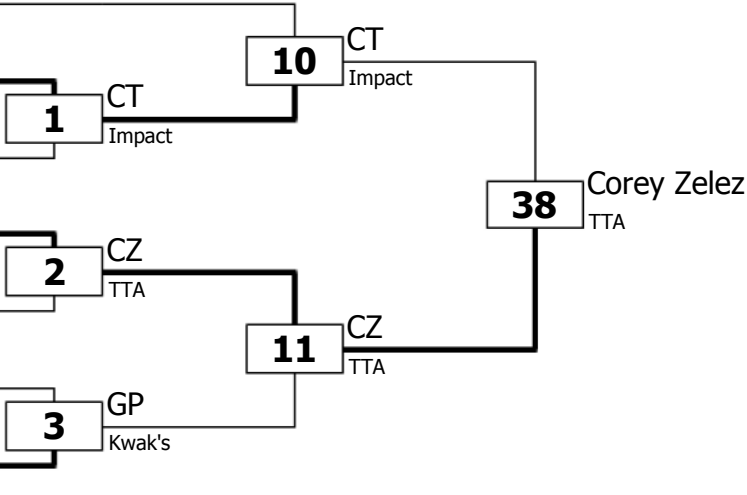 10
CT
Impact
1
CT
Impact
38
Corey Zelez
TTA
2
CZ
TTA
11
CZ
TTA
3
GP
Kwak's